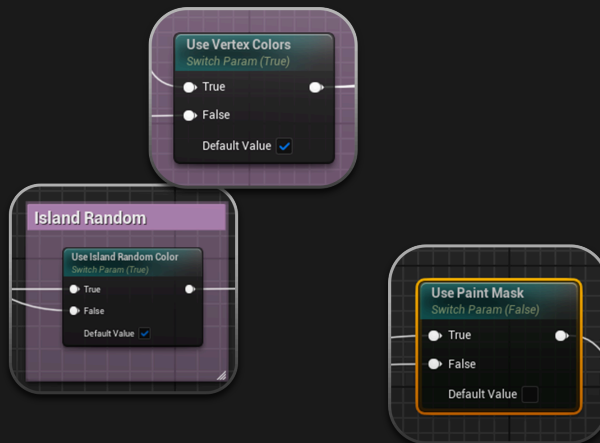 Use Vertex Colors
Switch Param (True)
True
False
Default Value
Island Random
Use Island Random Color
Switch Param (True)
True
False
Default Value
Use Paint Mask
Switch Param (False)
True
False
Default Value